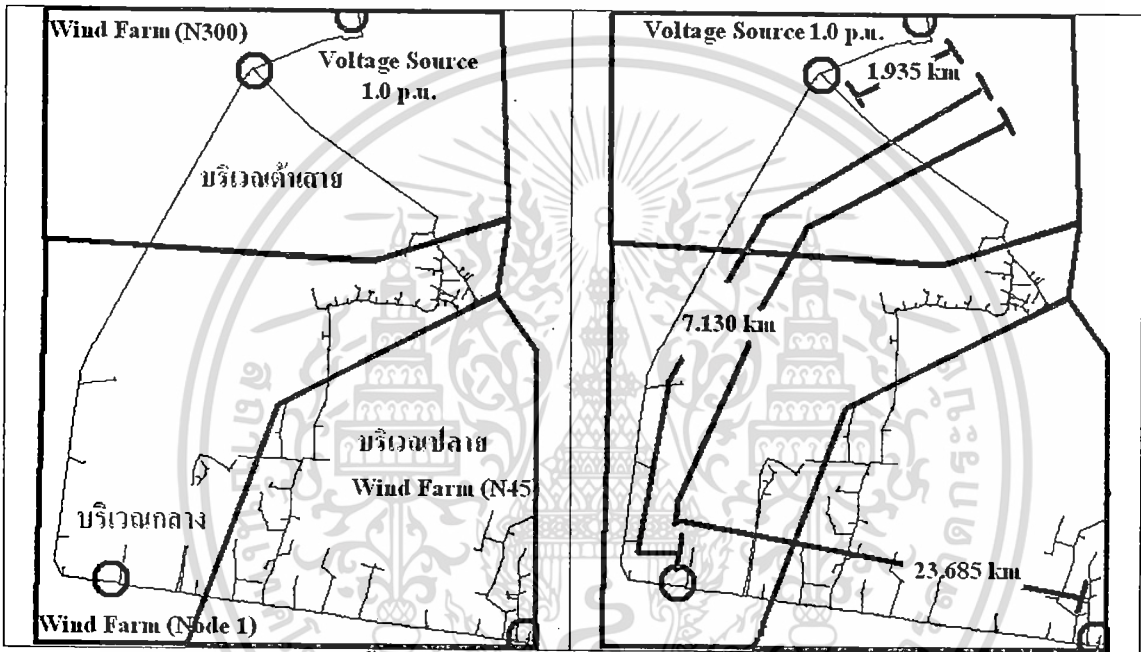 Wind Farm (N300)
Voltage Source
1.0 p.u.
บริเวณต้นสาย
บริเวณปลาย
Wind Farm (N45)
บริเวณกลาง
Wind Farm (Node 1)
Voltage Source 1.0 p.u.
1.935 km
7.130 km
23.685 km